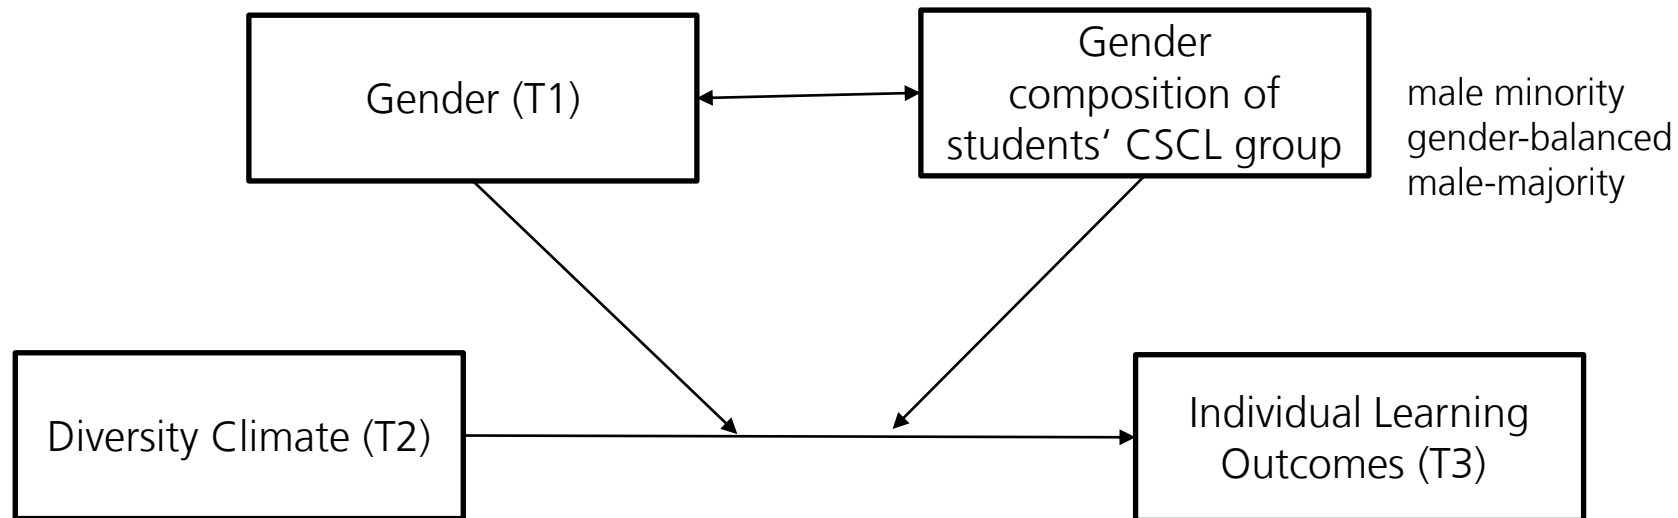 Gender (T1)
Gender
composition of
students‘ CSCL group
male minority
gender-balanced
male-majority
Diversity Climate (T2)
Individual Learning
Outcomes (T3)